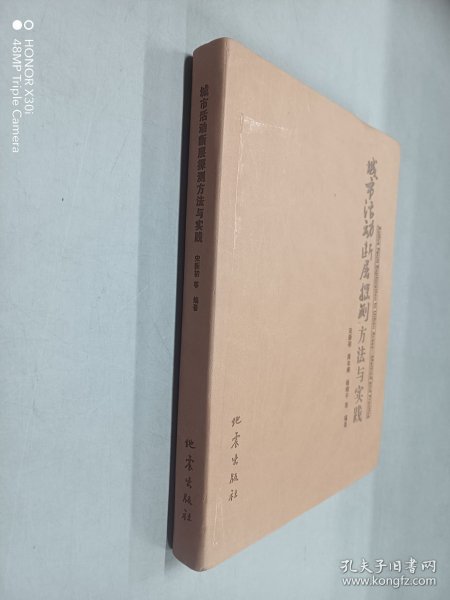 HONOR X30i
48MP Triple Camera
城市活动断层探测方法与实践
等 编著
地震出版社
城市活动断层探测
方法与实践
等 编著
地震出版社
孔夫子旧书网
www.kongfz.com